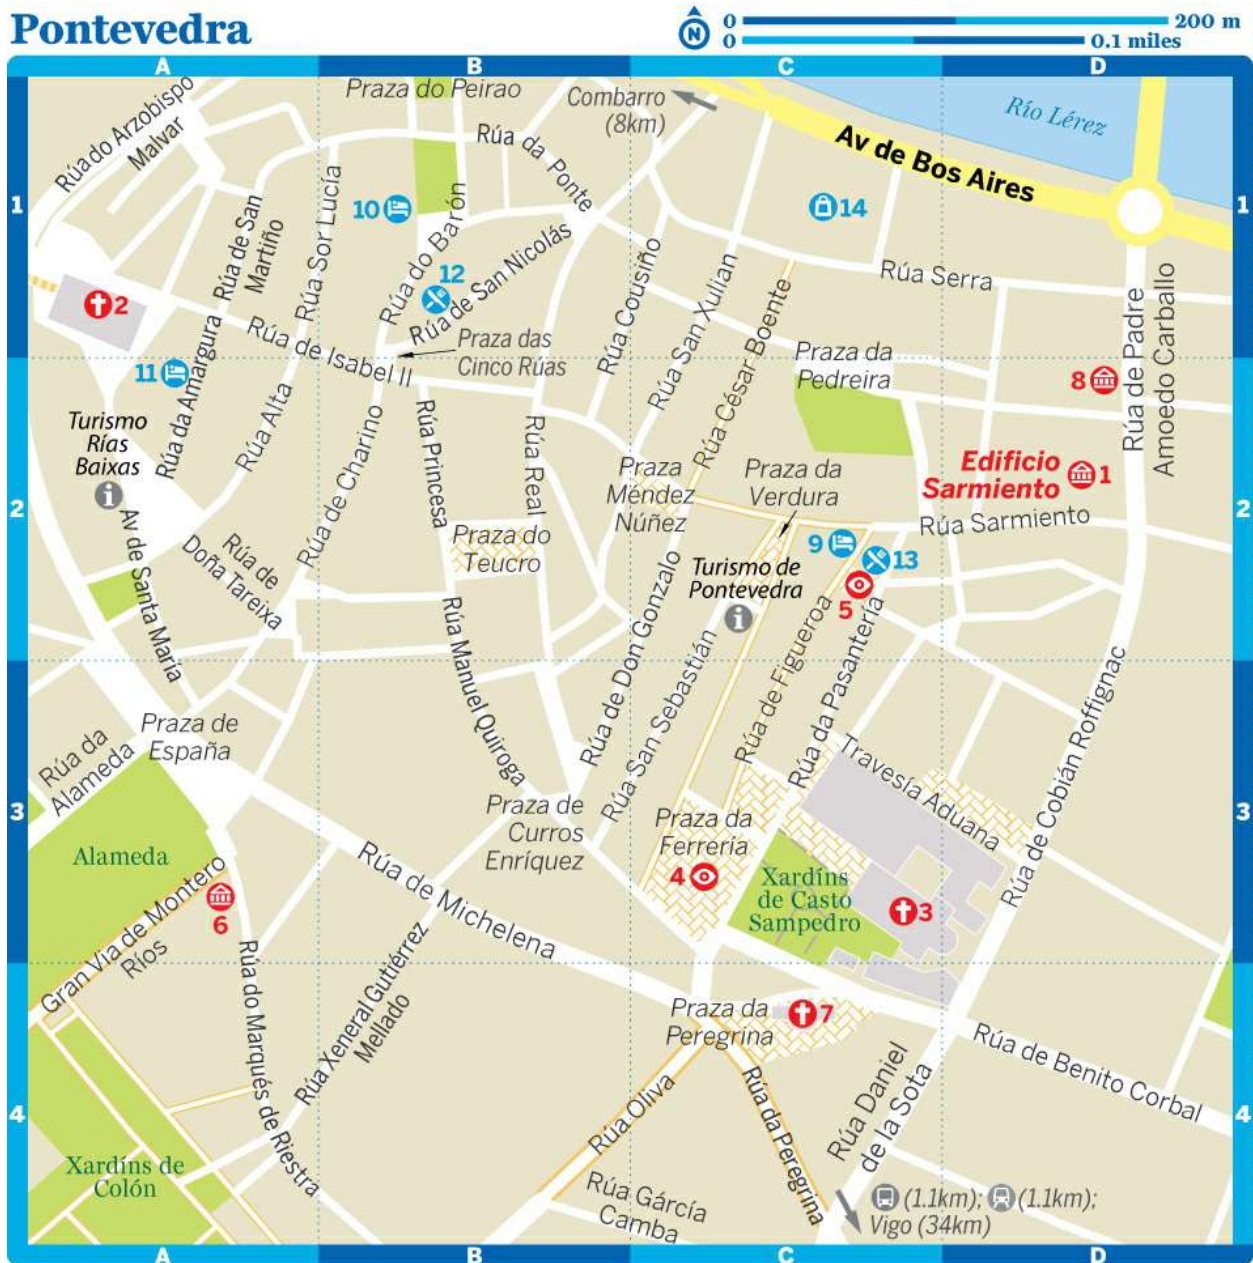 Pontevedra
N
0 200 m
0 0.1 miles
A B C D
1
Rúa do Arzobispo
Malvar
Praza do Peirao
Combarro
(8km)
Río Lérez
Av de Bos Aires
Rúa da Ponte
10
14
Rúa de San
Martiño
Rúa Sor Lucía
Rúa do Barón
12
Rúa de San Nicolás
Rúa Serra
Rúa Cousiño
Rúa San Xulian
Rúa César Boente
Rúa de Padre
Amoedo Carballo
1
2
Rúa de Isabel II
Praza das
Cinco Rúas
Praza da
Pedreira
11
8
Rúa da Amargura
Turismo
Rías
Baixas
i
Rúa Alta
Rúa de Charino
Rúa Princesa
Rúa Real
Praza
Méndez
Núñez
Praza da
Verdura
Edificio
Sarmiento
1
2
2
Av de Santa María
Rúa de
Doña Tareixa
Praza do
Teucro
Rúa Sarmiento
9
13
5
Turismo de
Pontevedra
i
Rúa Manuel Quiroga
Rúa de Don Gonzalo
Rúa San Sebastián
Rúa de Figueroa
Rúa da Pasantería
Rúa de Cobián Roffignac
Praza de
España
Rúa da
Alameda
Travesía Aduana
3
3
Praza de
Curros
Enríquez
Praza da
Ferrería
4
Alameda
6
Rúa de Michelena
Xardíns
de Casto
Sampedro
3
Gran Vía de Montero
Ríos
Rúa do Marqués de Riestra
Rúa Xeneral Gutiérrez
Mellado
Praza da
Peregrina
7
Rúa de Benito Corbal
4
4
Rúa Oliva
Rúa da Peregrina
Rúa Daniel
de la Sota
Xardíns de
Colón
Rúa Gárcía
Camba
(1.1km); (1.1km);
Vigo (34km)
A B C D